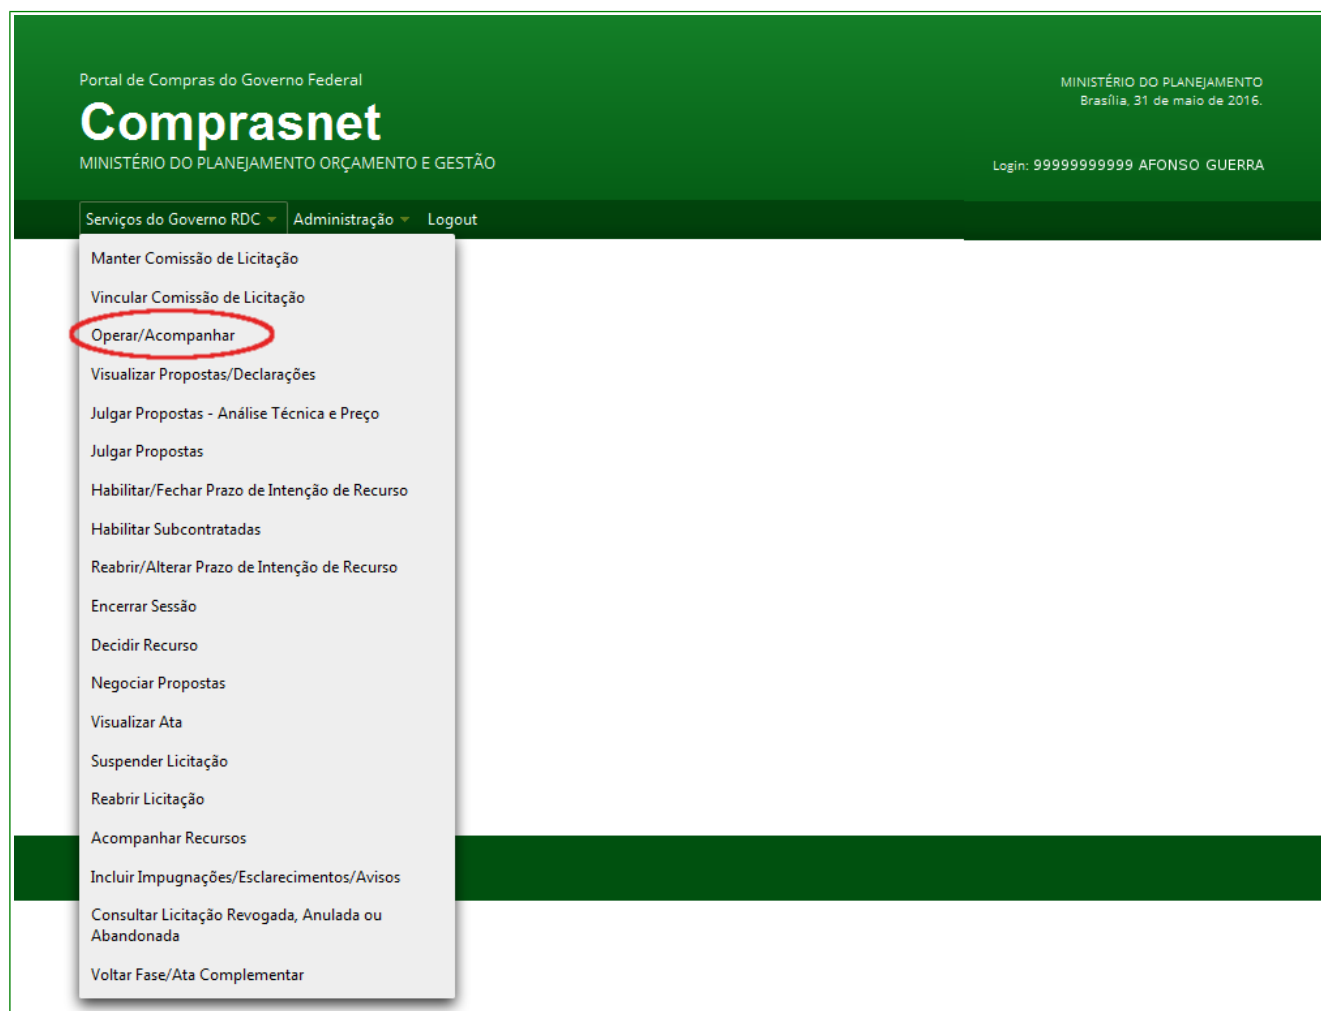 Portal de Compras do Governo Federal
Comprasnet
MINISTÉRIO DO PLANEJAMENTO ORÇAMENTO E GESTÃO
MINISTÉRIO DO PLANEJAMENTO
Brasília, 31 de maio de 2016.
Login: 99999999999 AFONSO GUERRA
Serviços do Governo RDC Administração Logout
Manter Comissão de Licitação
Vincular Comissão de Licitação
Operar/Acompanhar
Visualizar Propostas/Declarações
Julgar Propostas - Análise Técnica e Preço
Julgar Propostas
Habilitar/Fechar Prazo de Intenção de Recurso
Habilitar Subcontratadas
Reabrir/Alterar Prazo de Intenção de Recurso
Encerrar Sessão
Decidir Recurso
Negociar Propostas
Visualizar Ata
Suspender Licitação
Reabrir Licitação
Acompanhar Recursos
Incluir Impugnações/Esclarecimentos/Avisos
Consultar Licitação Revogada, Anulada ou
Abandonada
Voltar Fase/Ata Complementar